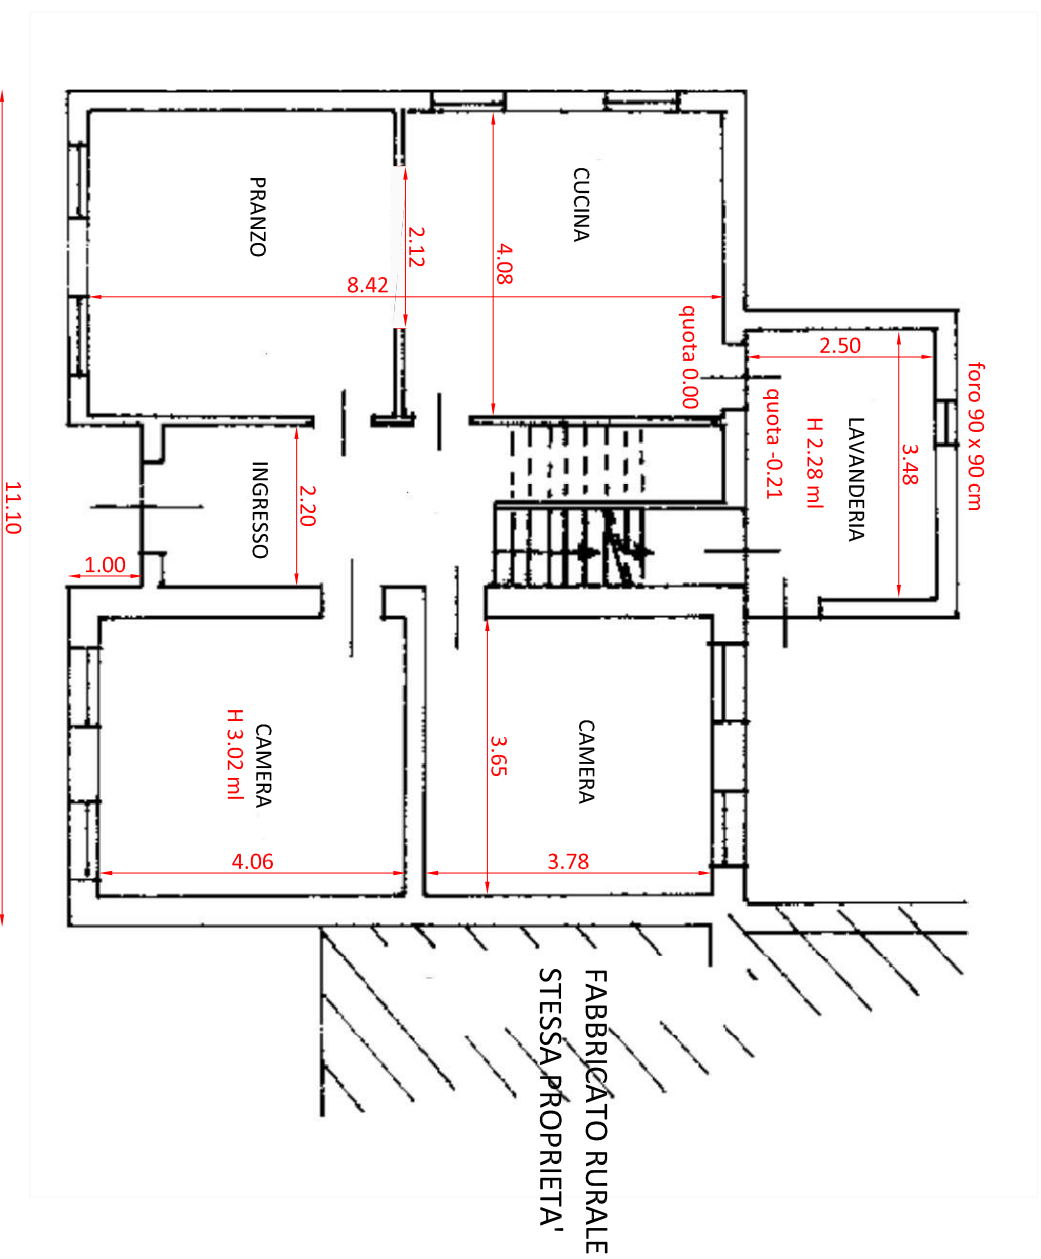 PRANZO
CUCINA
2.12
4.08
8.42
quota 0.00
2.50
foro 90 x 90 cm
quota -0.21
H 2.28 ml
LAVANDERIA
3.48
INGRESSO
2.20
11.10
1.00
CAMERA
H 3.02 ml
4.06
CAMERA
3.65
3.78
FABBRICATO RURALE
STESSA PROPRIETA'